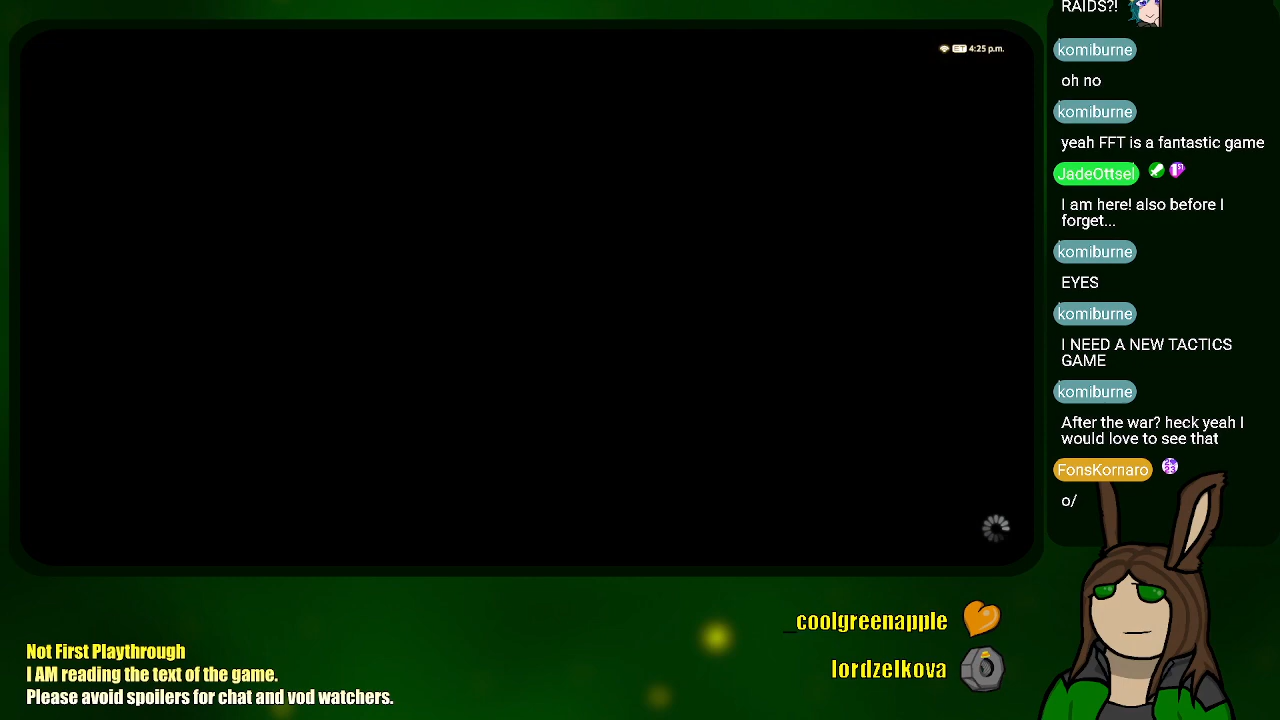 ET 4:25 p.m.
RAIDS?!
komiburne
oh no
komiburne
yeah FFT is a fantastic game
JadeOttsel
I am here! also before I
forget...
komiburne
EYES
komiburne
I NEED A NEW TACTICS
GAME
komiburne
After the war? heck yeah I
would love to see that
FonsKornaro
o/
_coolgreenapple
lordzelkova
Not First Playthrough
I AM reading the text of the game.
Please avoid spoilers for chat and vod watchers.